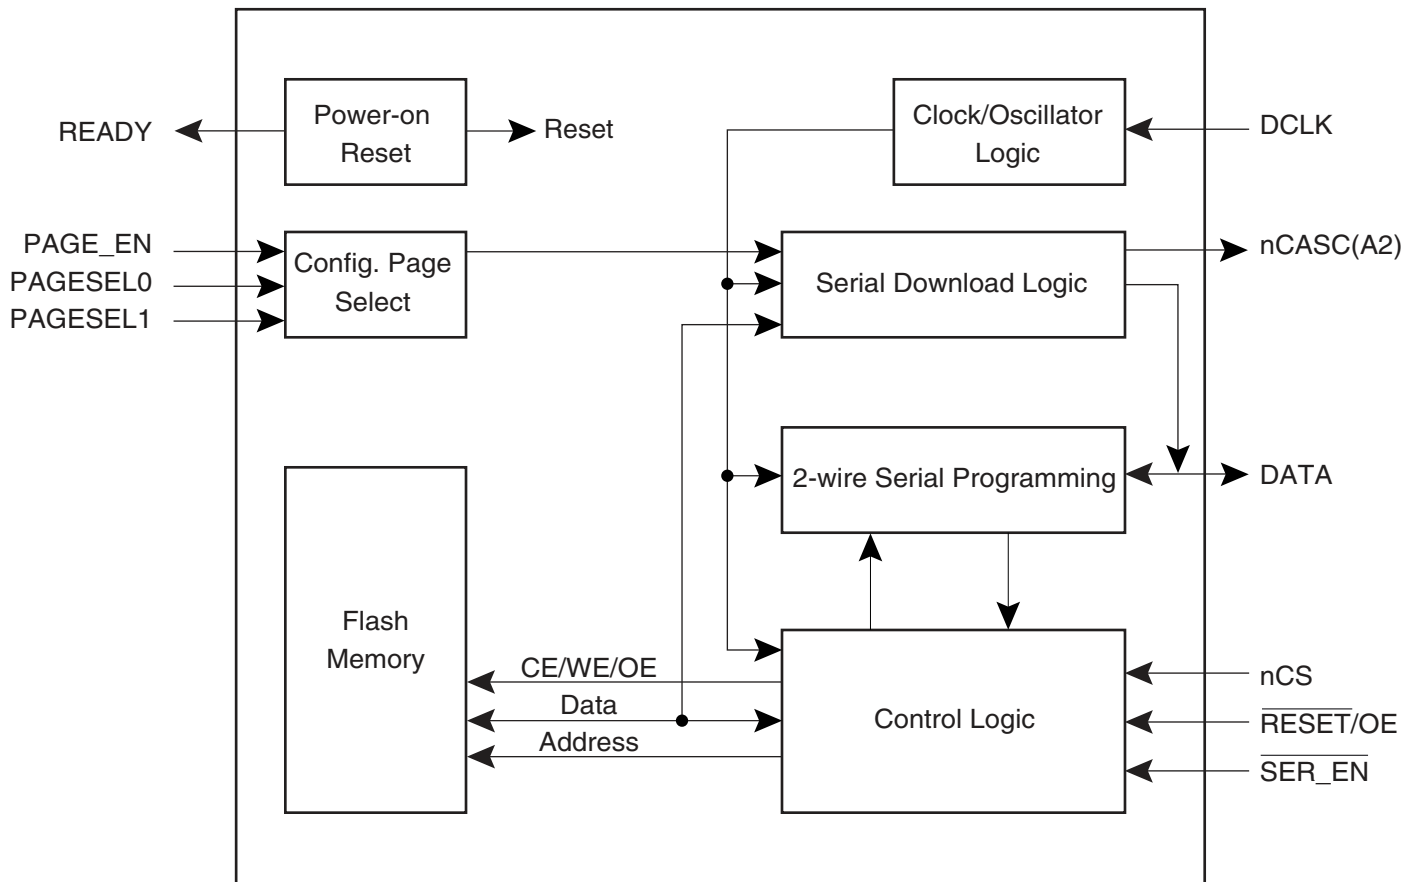 Power-on
Reset
READY
Reset
Clock/Oscillator
Logic
DCLK
PAGE_EN
PAGESEL0
PAGESEL1
Config. Page
Select
Serial Download Logic
nCASC(A2)
2-wire Serial Programming
DATA
Flash
Memory
CE/WE/OE
Data
Address
Control Logic
nCS
RESET/OE
SER_EN